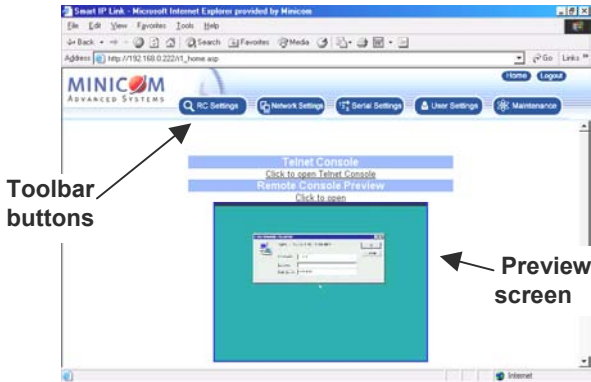 Smart IP Link - Microsoft Internet Explorer provided by Minicom
File Edit View Favorites Tools Help
Back Search Favorites Media
Address http://192.168.0.222/r1_home.asp Go Links
MINICOM
ADVANCED SYSTEMS
Home Logout
RC Settings Network Settings Serial Settings User Settings Maintenance
Telnet Console
Click to open Telnet Console
Remote Console Preview
Click to open
Toolbar
buttons
Preview
screen
Internet